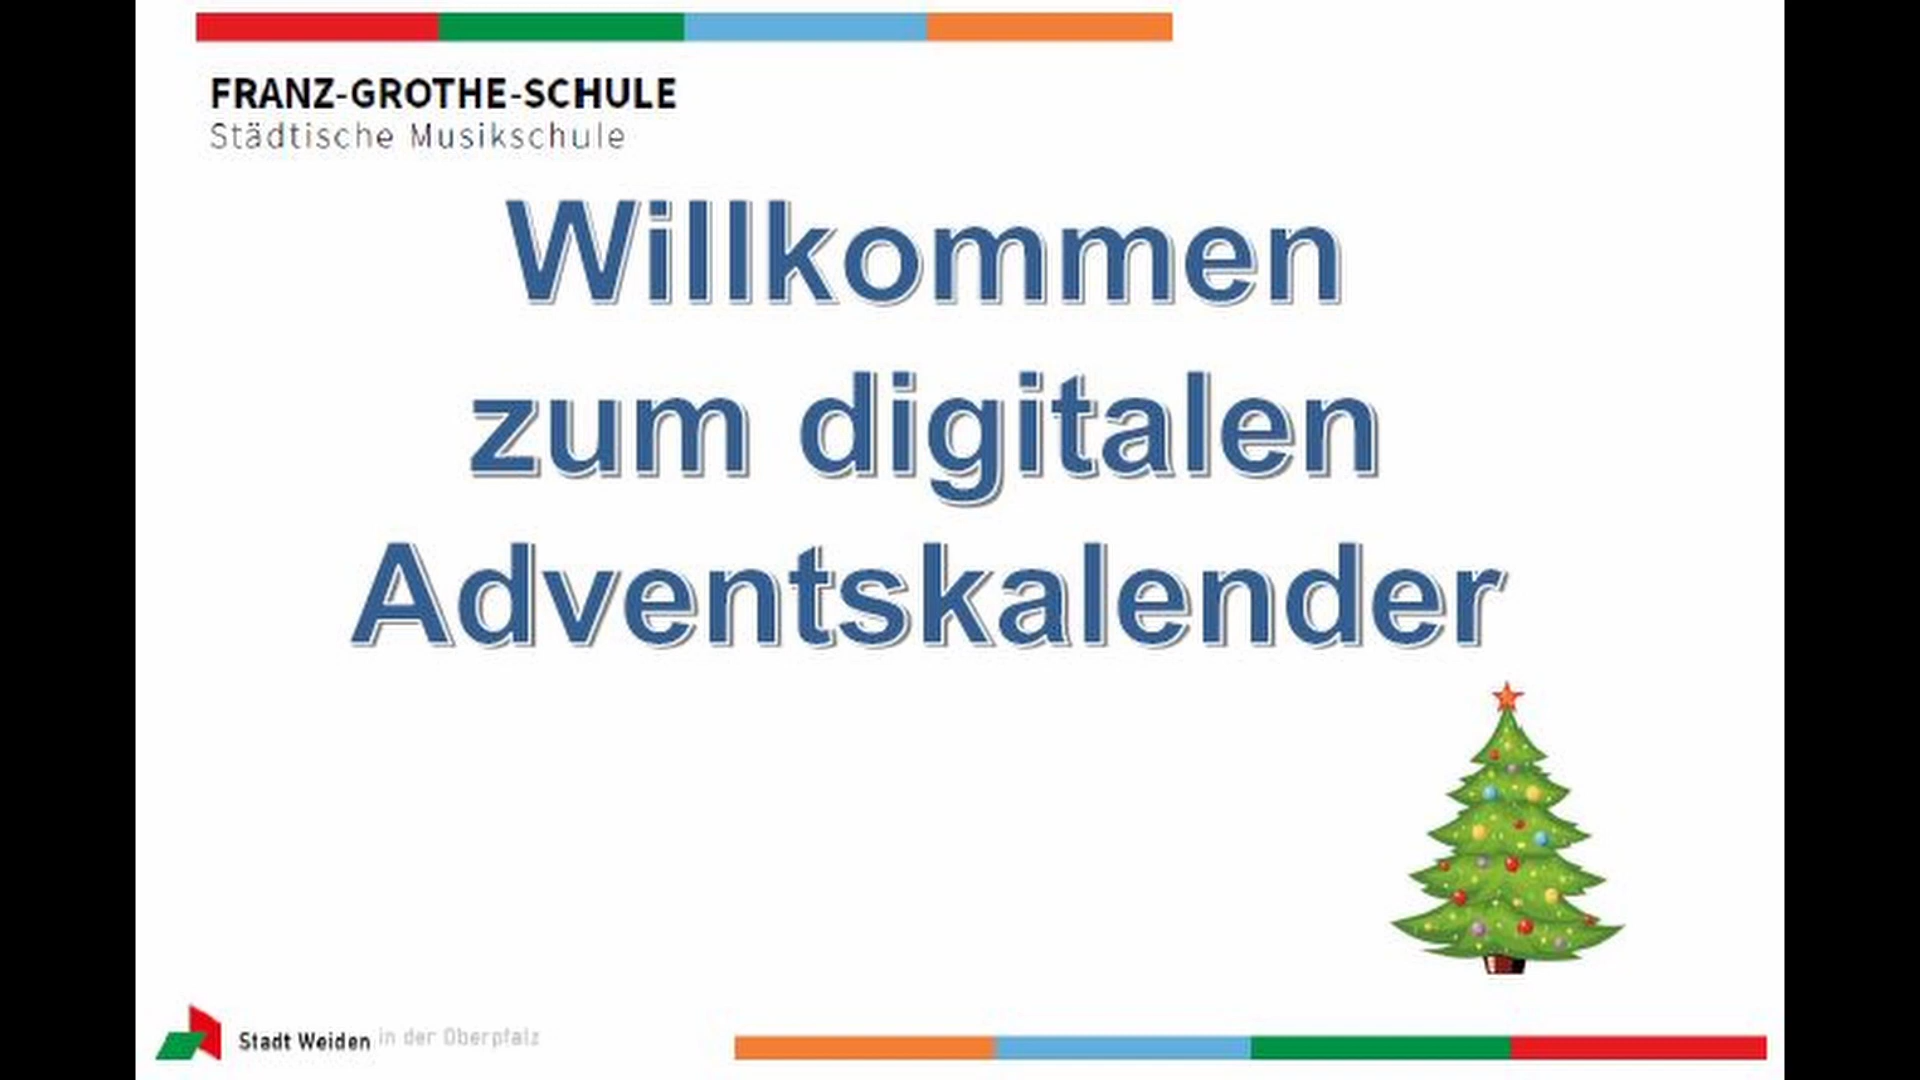 FRANZ-GROTHE-SCHULE
Städtische Musikschule
Willkommen
zum digitalen
Adventskalender
Stadt Weiden in der Oberpfalz